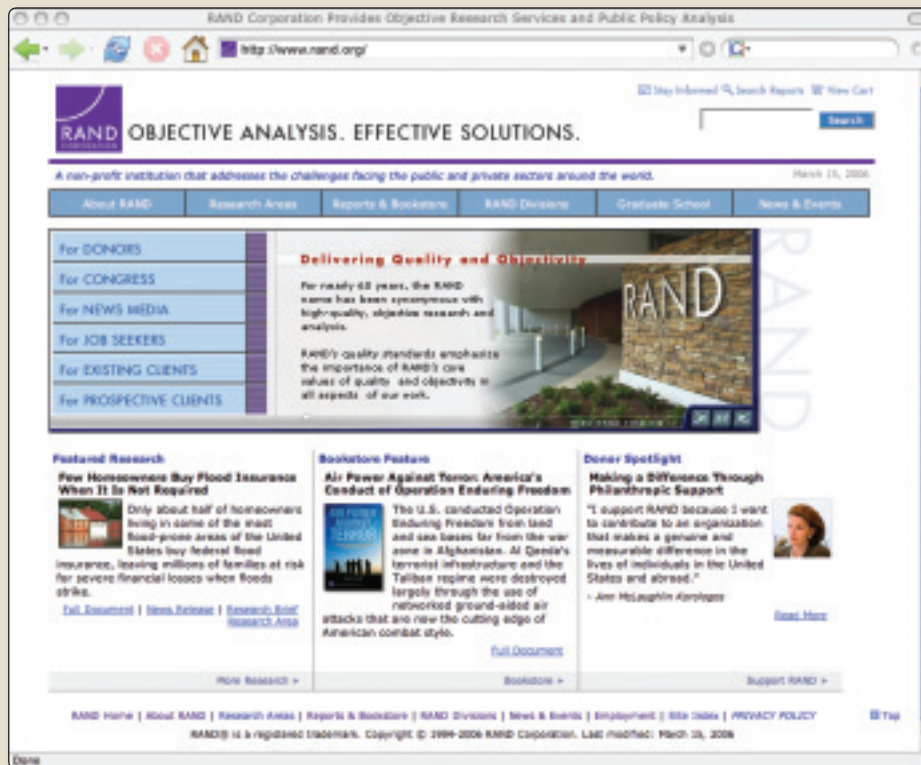 RAND Corporation Provides Objective Research Services and Public Policy Analysis
http://www.rand.org/
Stay Informed Search Reports View Cart
RAND
CORPORATION
OBJECTIVE ANALYSIS. EFFECTIVE SOLUTIONS.
Search
A non-profit institution that addresses the challenges facing the public and private sectors around the world.
March 15, 2006
About RAND Research Areas Reports & Bookstore RAND Divisions Graduate School News & Events
For DONORS
For CONGRESS
For NEWS MEDIA
For JOB SEEKERS
For EXISTING CLIENTS
For PROSPECTIVE CLIENTS
Delivering Quality and Objectivity
For nearly 60 years, the RAND
name has been synonymous with
high-quality, objective research and
analysis.
RAND's quality standards emphasize
the importance of RAND's core
values of quality and objectivity in
all aspects of our work.
RAND
RAND
Featured Research
Few Homeowners Buy Flood Insurance
When It Is Not Required
Only about half of homeowners
living in some of the most
flood-prone areas of the United
States buy federal flood
insurance, leaving millions of families at risk
for severe financial losses when floods
strike.
Full Document | News Release | Research Brief
Research Area
More Research »
Bookstore Feature
Air Power Against Terror: America's
Conduct of Operation Enduring Freedom
AIR POWER
AGAINST
TERROR
The U.S. conducted Operation
Enduring Freedom from land
and sea bases far from the war
zone in Afghanistan. Al Qaeda's
terrorist infrastructure and the
Taliban regime were destroyed
largely through the use of
networked ground-aided air
attacks that are now the cutting edge of
American combat style.
Full Document
Bookstore »
Donor Spotlight
Making a Difference Through
Philanthropic Support
"I support RAND because I want
to contribute to an organization
that makes a genuine and
measurable difference in the
lives of individuals in the United
States and abroad."
- Ann McLaughlin Korologos
Read More
Support RAND »
RAND Home | About RAND | Research Areas | Reports & Bookstore | RAND Divisions | News & Events | Employment | Site Index | PRIVACY POLICY
Top
RAND® is a registered trademark. Copyright © 1994-2006 RAND Corporation. Last modified: March 15, 2006
Done